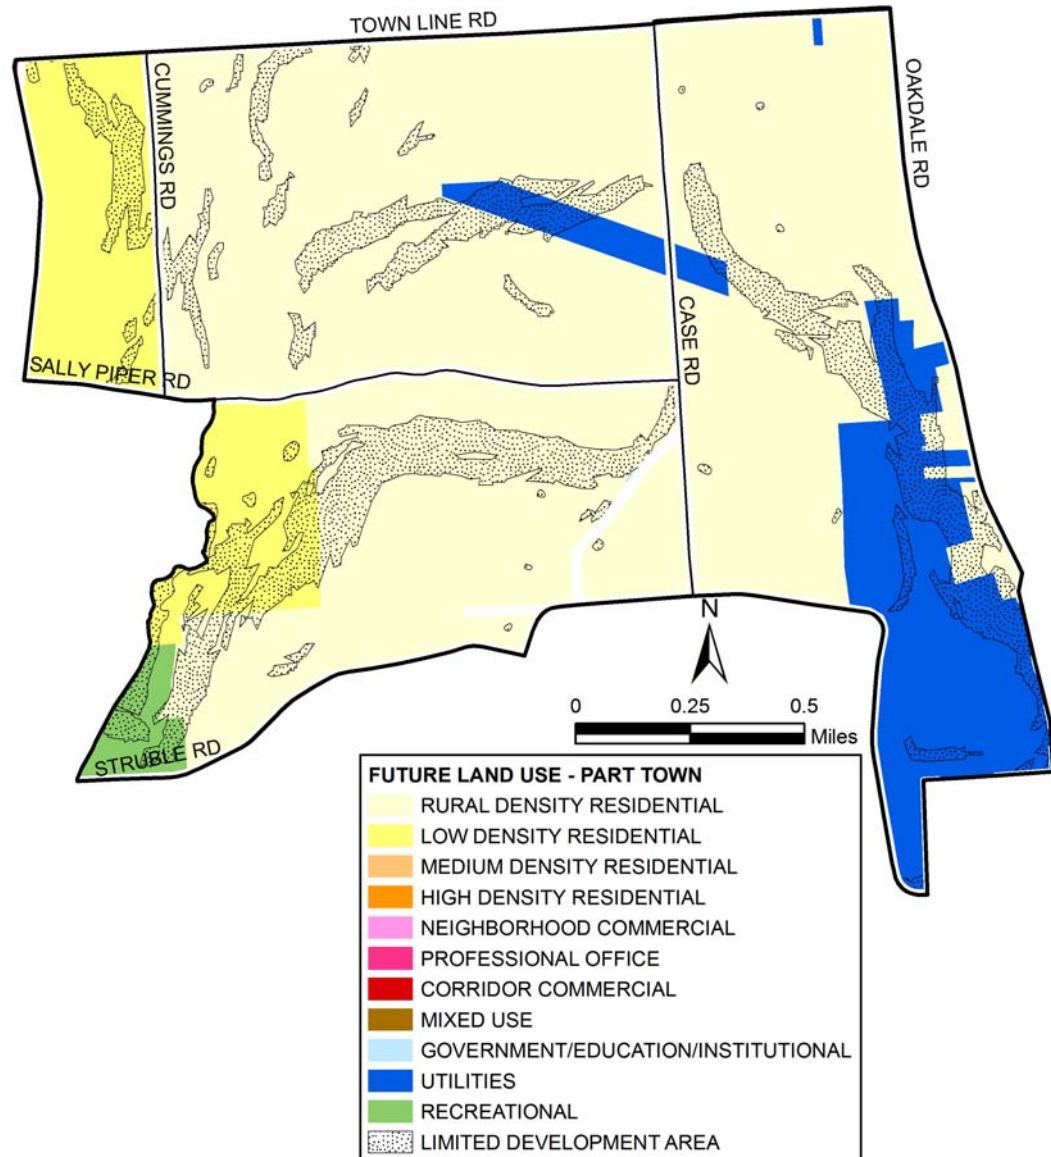 TOWN LINE RD
CUMMINGS RD
OAKDALE RD
SALLY PIPER RD
CASE RD
N
0 0.25 0.5
Miles
STRUBLE RD
FUTURE LAND USE - PART TOWN
RURAL DENSITY RESIDENTIAL
LOW DENSITY RESIDENTIAL
MEDIUM DENSITY RESIDENTIAL
HIGH DENSITY RESIDENTIAL
NEIGHBORHOOD COMMERCIAL
PROFESSIONAL OFFICE
CORRIDOR COMMERCIAL
MIXED USE
GOVERNMENT/EDUCATION/INSTITUTIONAL
UTILITIES
RECREATIONAL
LIMITED DEVELOPMENT AREA